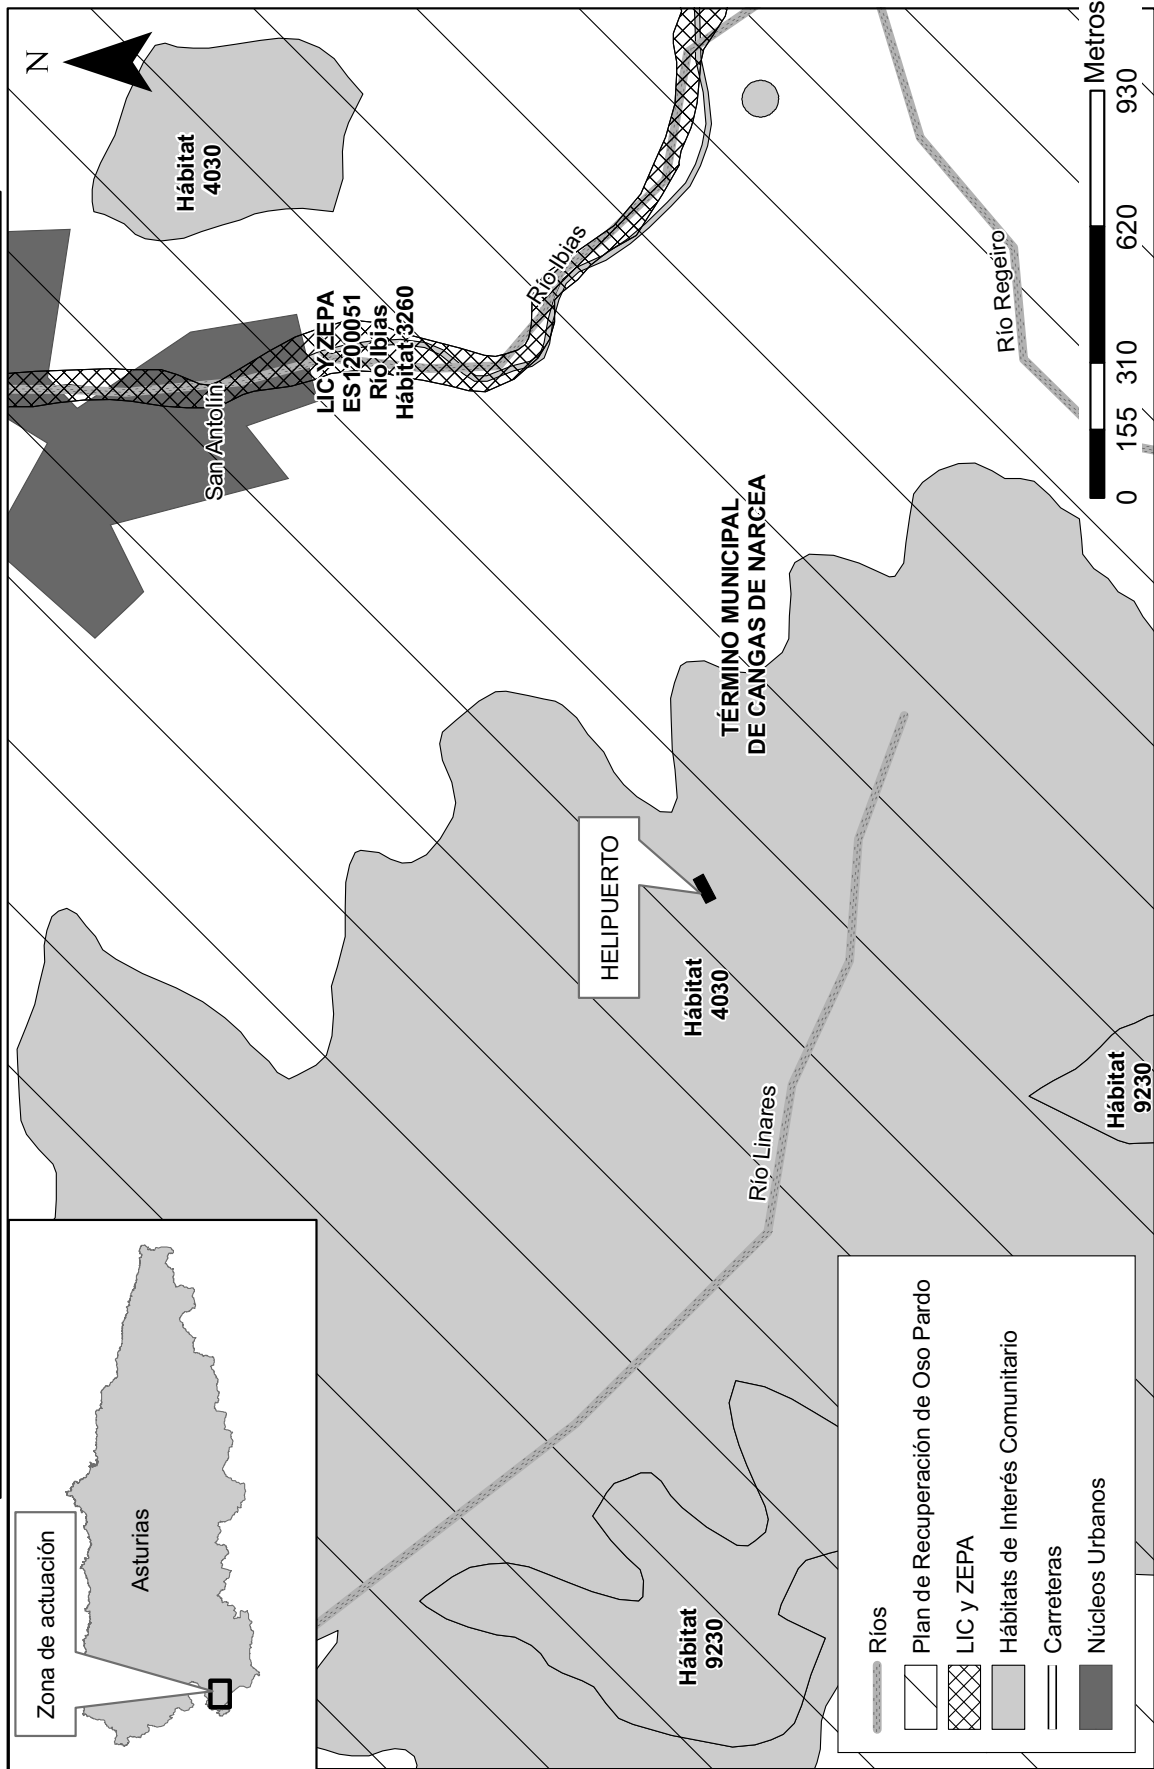 Zona de actuación
Asturias
N
Hábitat
4030
San Antolín
LIC Y ZEPA
ES1200051
Río Ibias
Hábitat 3260
Río Ibias
HELIPUERTO
Hábitat
4030
TÉRMINO MUNICIPAL
DE CANGAS DE NARCEA
Río Linares
Río Regéiro
Hábitat
9230
Hábitat
9230
Ríos
Plan de Recuperación de Oso Pardo
LIC y ZEPA
Hábitats de Interés Comunitario
Carreteras
Núcleos Urbanos
Metros
0 155 310 620 930